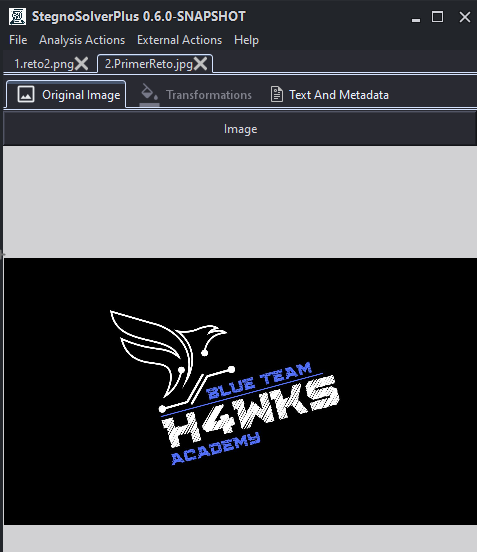 StegnoSolverPlus 0.6.0-SNAPSHOT
File Analysis Actions External Actions Help
1.reto2.png 2.PrimerReto.jpg
Original Image Transformations Text And Metadata
Image
BLUE TEAM
H4WKS
ACADEMY